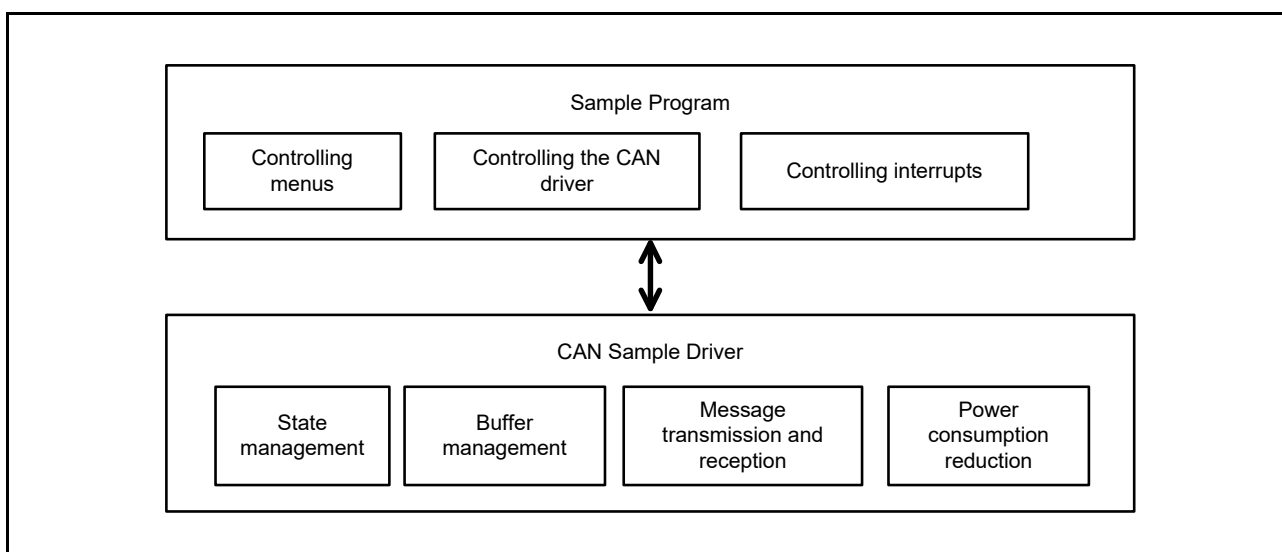 Sample Program
Controlling
menus
Controlling the CAN
driver
Controlling interrupts
CAN Sample Driver
State
management
Buffer
management
Message
transmission and
reception
Power
consumption
reduction